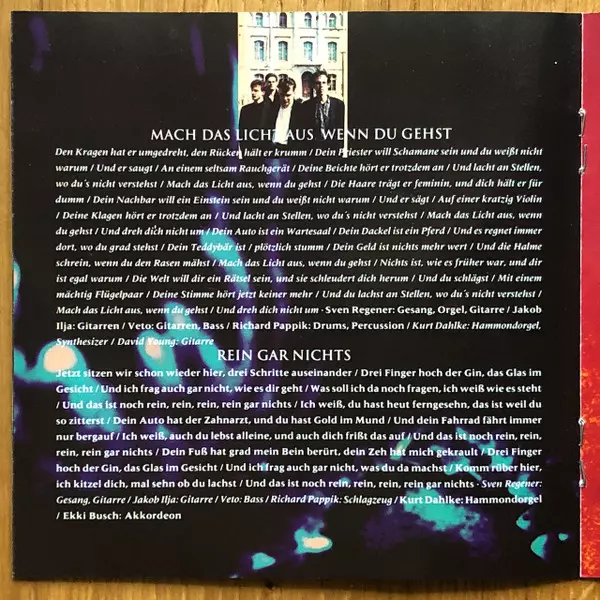 MACH DAS LICHT AUS WENN DU GEHST
Den Kragen hat er umgedreht, den Rücken hält er krumm / Dein Priester will Schamane sein und du weißt nicht
warum / Und er saugt / An einem seltsam Rauchgerät / Deine Beichte hört er trotzdem an / Und lacht an Stellen,
wo du´s nicht verstehst / Mach das Licht aus, wenn du gehst / Die Haare trägt er feminin, und dich hält er für
dumm / Dein Nachbar will ein Einstein sein und du weißt nicht warum / Und er sägt / Auf einer kratzig Violin
/ Deine Klagen hört er trotzdem an / Und lacht an Stellen, wo du´s nicht verstehst / Mach das Licht aus, wenn
du gehst / Und dreh dich nicht um / Dein Auto ist ein Wartesaal / Dein Dackel ist ein Pferd / Und es regnet immer
dort, wo du grad stehst / Dein Teddybär ist / plötzlich stumm / Dein Geld ist nichts mehr wert / Und die Halme
schrein, wenn du den Rasen mähst / Mach das Licht aus, wenn du gehst / Nichts ist, wie es früher war, und dir
ist egal warum / Die Welt will dir ein Rätsel sein, und sie schleudert dich herum / Und du schlägst / Mit einem
mächtig Flügelpaar / Deine Stimme hört jetzt keiner mehr / Und du lachst an Stellen, wo du´s nicht verstehst /
Mach das Licht aus, wenn du gehst / Und dreh dich nicht um · Sven Regener: Gesang, Orgel, Gitarre / Jakob
Ilja: Gitarren / Veto: Gitarren, Bass / Richard Pappik: Drums, Percussion / Kurt Dahlke: Hammondorgel,
Synthesizer / David Young: Gitarre
REIN GAR NICHTS
Jetzt sitzen wir schon wieder hier, drei Schritte auseinander / Drei Finger hoch der Gin, das Glas im
Gesicht / Und ich frag auch gar nicht, wie es dir geht / Was soll ich da noch fragen, ich weiß wie es steht
/ Und das ist noch rein, rein, rein, rein gar nichts / Ich weiß, du hast heut ferngesehn, das ist weil du
so zitterst / Dein Auto hat der Zahnarzt, und du hast Gold im Mund / Und dein Fahrrad fährt immer
nur bergauf / Ich weiß, auch du lebst alleine, und auch dich frißt das auf / Und das ist noch rein, rein,
rein, rein gar nichts / Dein Fuß hat grad mein Bein berürt, dein Zeh hat mich gekrault / Drei Finger
hoch der Gin, das Glas im Gesicht / Und ich frag auch gar nicht, was du da machst / Komm rüber hier,
ich kitzel dich, mal sehn ob du lachst / Und das ist noch rein, rein, rein, rein gar nichts · Sven Regener:
Gesang, Gitarre / Jakob Ilja: Gitarre / Veto: Bass / Richard Pappik: Schlagzeug / Kurt Dahlke: Hammondorgel
/ Ekki Busch: Akkordeon